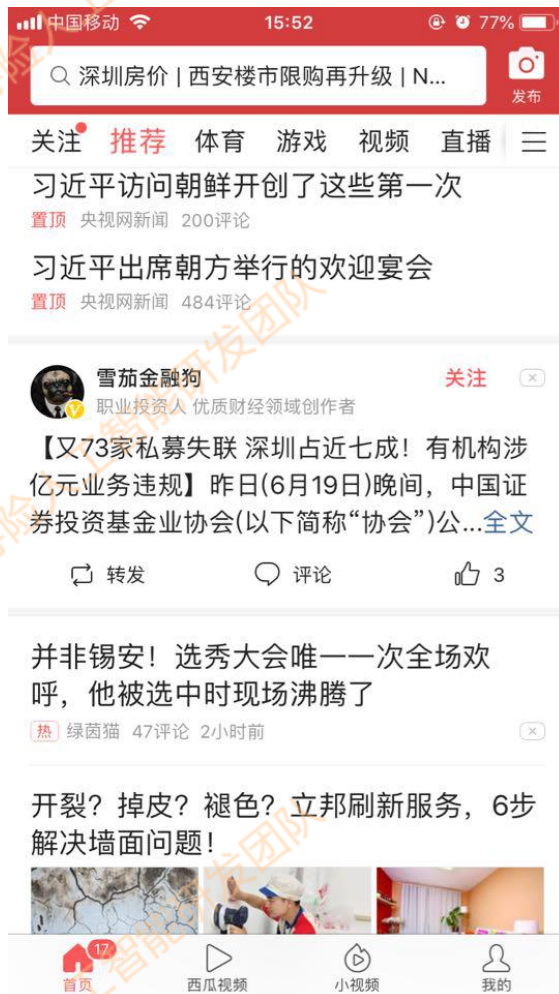 中国移动 15:52 77%
深圳房价 | 西安楼市限购再升级 | N...
发布
关注 推荐 体育 游戏 视频 直播
习近平访问朝鲜开创了这些第一次
置顶 央视网新闻 200评论
习近平出席朝方举行的欢迎宴会
置顶 央视网新闻 484评论
雪茄金融狗 关注
职业投资人 优质财经领域创作者
【又73家私募失联 深圳占近七成！有机构涉
亿元业务违规】昨日(6月19日)晚间，中国证
券投资基金业协会(以下简称“协会”)公...全文
转发 评论 3
并非锡安！选秀大会唯一一次全场欢
呼，他被选中时现场沸腾了
热 绿茵猫 47评论 2小时前
开裂？掉皮？褪色？立邦刷新服务，6步
解决墙面问题！
17
首页 西瓜视频 小视频 我的